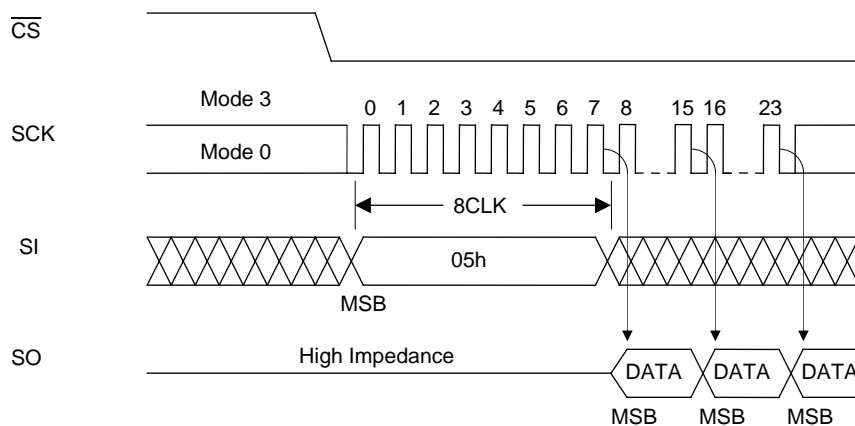 CS
Mode 3
0 1 2 3 4 5 6 7 8 15 16 23
SCK
Mode 0
8CLK
SI
05h
MSB
SO
High Impedance
DATA DATA DATA
MSB MSB MSB